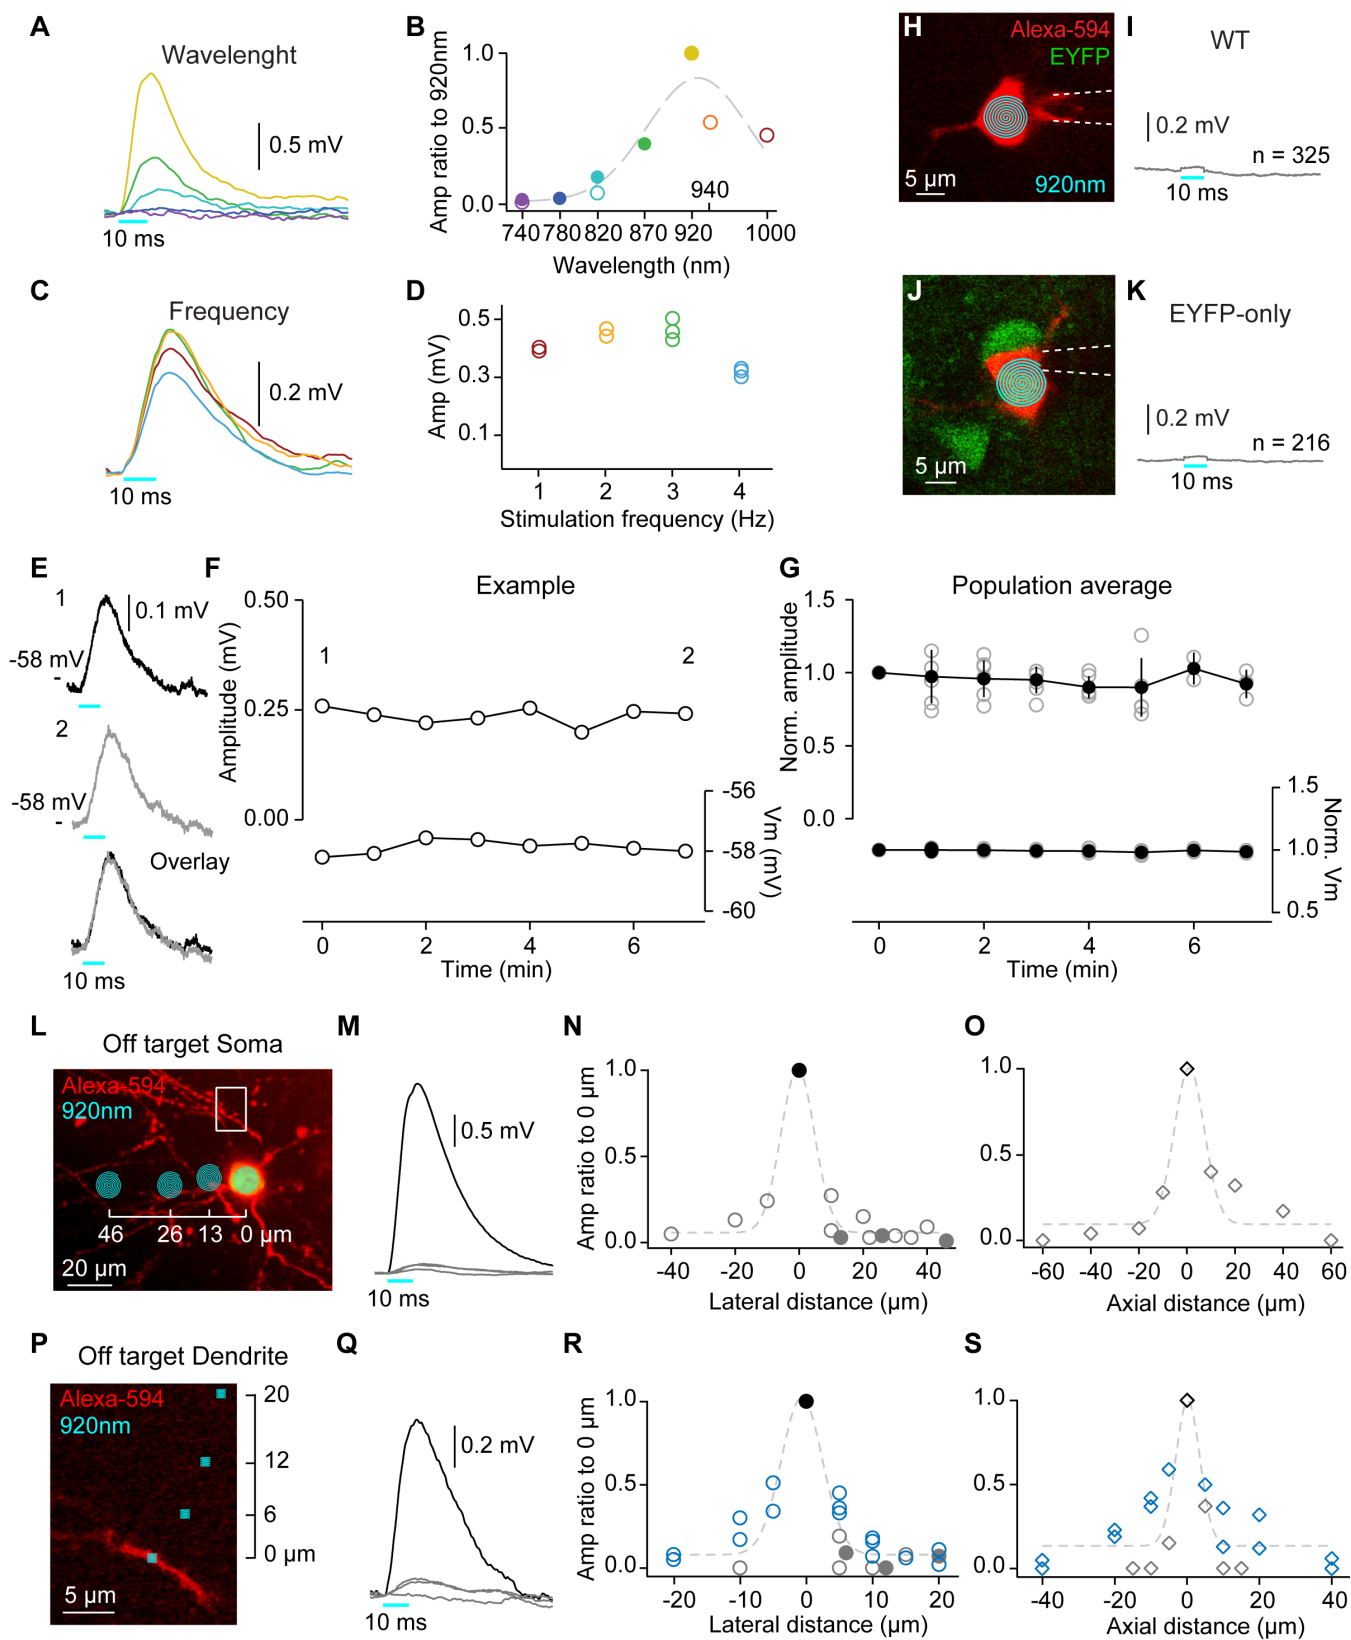 A
Wavelenght
0.5 mV
10 ms
B
Amp ratio to 920nm
1.0
0.5
0.0
940
740 780 820 870 920 1000
Wavelength (nm)
H
Alexa-594
EYFP
5 µm
920nm
I
WT
0.2 mV
n = 325
10 ms
C
Frequency
0.2 mV
10 ms
D
Amp (mV)
0.5
0.3
0.1
1 2 3 4
Stimulation frequency (Hz)
J
5 µm
K
EYFP-only
0.2 mV
n = 216
10 ms
E
1
0.1 mV
-58 mV
-
2
-58 mV
-
Overlay
10 ms
F
Example
Amplitude (mV)
0.50
0.25
0.00
1
2
-56
-58
-60
Vm (mV)
0 2 4 6
Time (min)
G
Population average
Norm. amplitude
1.5
1.0
0.5
0.0
1.5
1.0
0.5
Norm. Vm
0 2 4 6
Time (min)
L
Off target Soma
Alexa-594
920nm
46 26 13 0 µm
20 µm
M
0.5 mV
10 ms
N
Amp ratio to 0 µm
1.0
0.5
0.0
-40 -20 0 20 40
Lateral distance (µm)
O
1.0
0.5
0.0
-60 -40 -20 0 20 40 60
Axial distance (µm)
P
Off target Dendrite
Alexa-594
920nm
20
12
6
0 µm
5 µm
Q
0.2 mV
10 ms
R
Amp ratio to 0 µm
1.0
0.5
0.0
-20 -10 0 10 20
Lateral distance (µm)
S
1.0
0.5
0.0
-40 -20 0 20 40
Axial distance (µm)